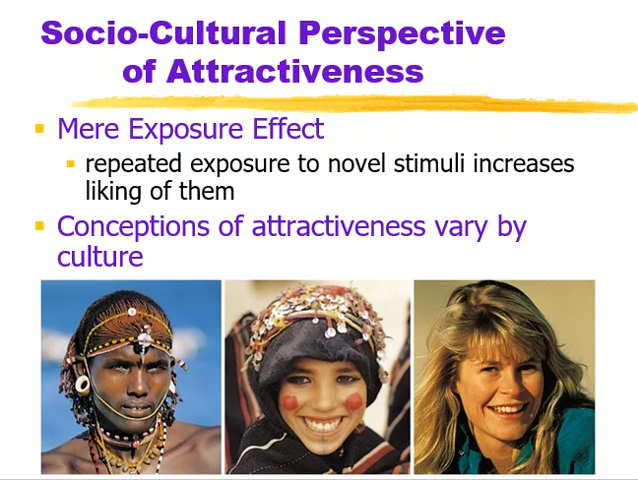 Socio-Cultural Perspective
of Attractiveness
Mere Exposure Effect
repeated exposure to novel stimuli increases
liking of them
Conceptions of attractiveness vary by
culture